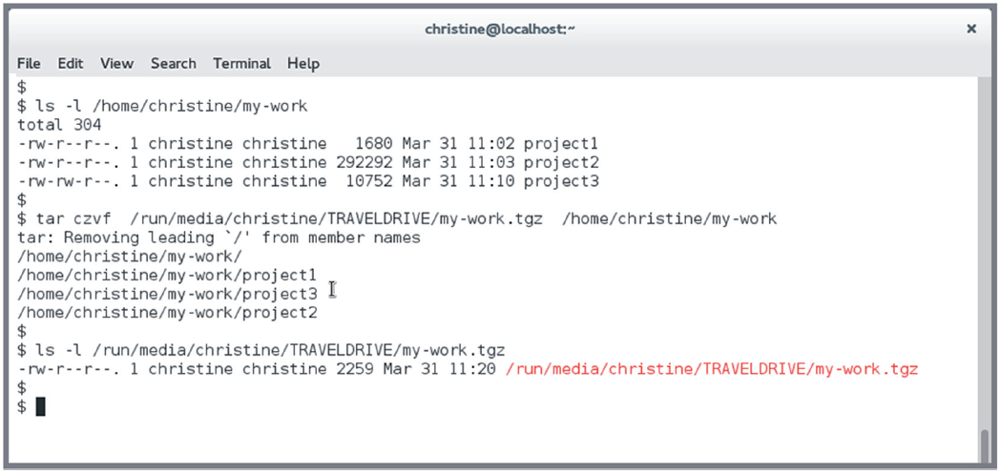 christine@localhost:~ ×
File Edit View Search Terminal Help
$
$ ls -l /home/christine/my-work
total 304
-rw-r--r--. 1 christine christine   1680 Mar 31 11:02 project1
-rw-r--r--. 1 christine christine 292292 Mar 31 11:03 project2
-rw-rw-r--. 1 christine christine  10752 Mar 31 11:10 project3
$
$ tar czvf  /run/media/christine/TRAVELDRIVE/my-work.tgz  /home/christine/my-work
tar: Removing leading `/' from member names
/home/christine/my-work/
/home/christine/my-work/project1
/home/christine/my-work/project3
/home/christine/my-work/project2
$
$ ls -l /run/media/christine/TRAVELDRIVE/my-work.tgz
-rw-r--r--. 1 christine christine 2259 Mar 31 11:20 /run/media/christine/TRAVELDRIVE/my-work.tgz
$
$